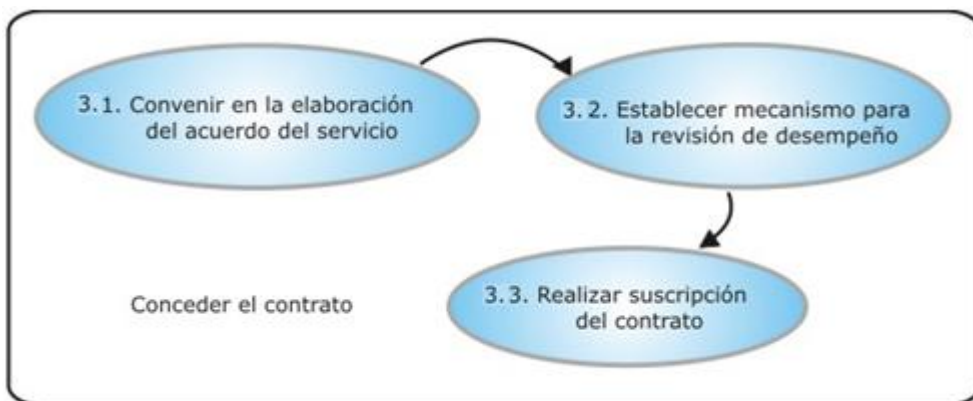 3.1. Convenir en la elaboración
del acuerdo del servicio
3.2. Establecer mecanismo para
la revisión de desempeño
Conceder el contrato
3.3. Realizar suscripción
del contrato